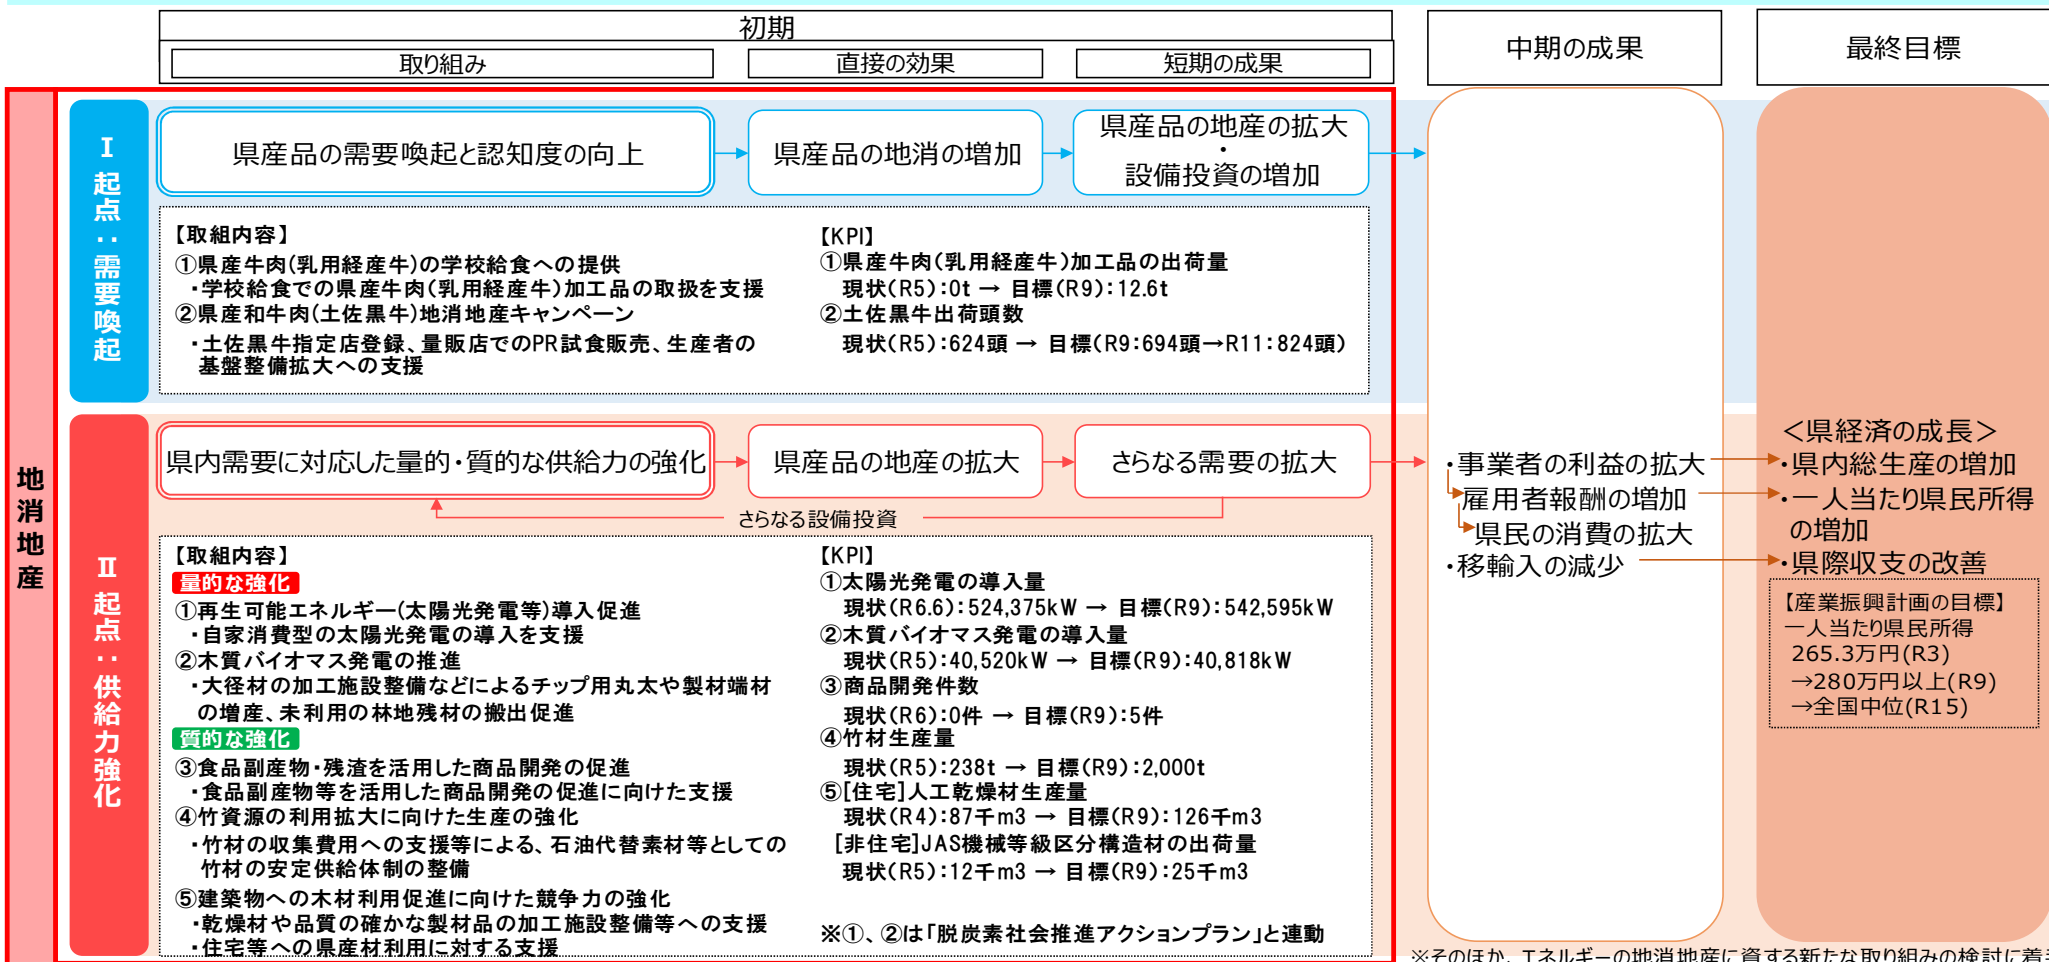 初期
取り組み
直接の効果
短期の成果
中期の成果
最終目標
地消地産
Ⅰ 起点：需要喚起
県産品の需要喚起と認知度の向上
県産品の地消の増加
県産品の地産の拡大
・
設備投資の増加
【取組内容】
①県産牛肉(乳用経産牛)の学校給食への提供
・学校給食での県産牛肉(乳用経産牛)加工品の取扱を支援
②県産和牛肉(土佐黒牛)地消地産キャンペーン
・土佐黒牛指定店登録、量販店でのPR試食販売、生産者の
基盤整備拡大への支援
【KPI】
①県産牛肉(乳用経産牛)加工品の出荷量
現状(R5)：0t → 目標(R9)：12.6t
②土佐黒牛出荷頭数
現状(R5)：624頭 → 目標(R9：694頭→R11：824頭)
Ⅱ 起点：供給力強化
県内需要に対応した量的・質的な供給力の強化
県産品の地産の拡大
さらなる需要の拡大
さらなる設備投資
【取組内容】
量的な強化
①再生可能エネルギー(太陽光発電等)導入促進
・自家消費型の太陽光発電の導入を支援
②木質バイオマス発電の推進
・大径材の加工施設整備などによるチップ用丸太や製材端材
の増産、未利用の林地残材の搬出促進
質的な強化
③食品副産物・残渣を活用した商品開発の促進
・食品副産物等を活用した商品開発の促進に向けた支援
④竹資源の利用拡大に向けた生産の強化
・竹材の収集費用への支援等による、石油代替素材等としての
竹材の安定供給体制の整備
⑤建築物への木材利用促進に向けた競争力の強化
・乾燥材や品質の確かな製材品の加工施設整備等への支援
・住宅等への県産材利用に対する支援
【KPI】
①太陽光発電の導入量
現状(R6.6)：524,375kW → 目標(R9)：542,595kW
②木質バイオマス発電の導入量
現状(R5)：40,520kW → 目標(R9)：40,818kW
③商品開発件数
現状(R6)：0件 → 目標(R9)：5件
④竹材生産量
現状(R5)：238t → 目標(R9)：2,000t
⑤[住宅]人工乾燥材生産量
現状(R4)：87千m3 → 目標(R9)：126千m3
[非住宅]JAS機械等級区分構造材の出荷量
現状(R5)：12千m3 → 目標(R9)：25千m3
※①、②は「脱炭素社会推進アクションプラン」と連動
・事業者の利益の拡大
雇用者報酬の増加
県民の消費の拡大
・移輸入の減少
＜県経済の成長＞
・県内総生産の増加
・一人当たり県民所得
の増加
・県際収支の改善
【産業振興計画の目標】
一人当たり県民所得
265.3万円(R3)
→280万円以上(R9)
→全国中位(R15)
※そのほか、エネルギーの地消地産に資する新たな取り組みの検討に着